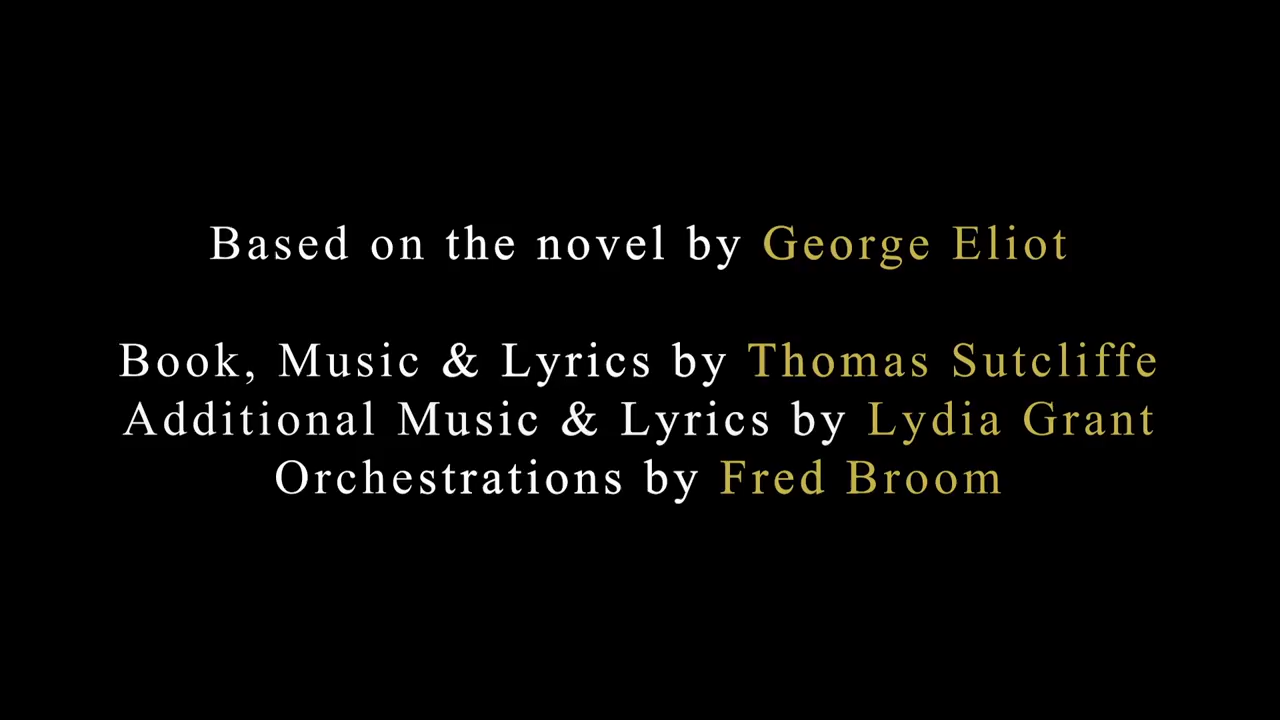 Based on the novel by George Eliot
Book, Music & Lyrics by Thomas Sutcliffe
Additional Music & Lyrics by Lydia Grant
Orchestrations by Fred Broom